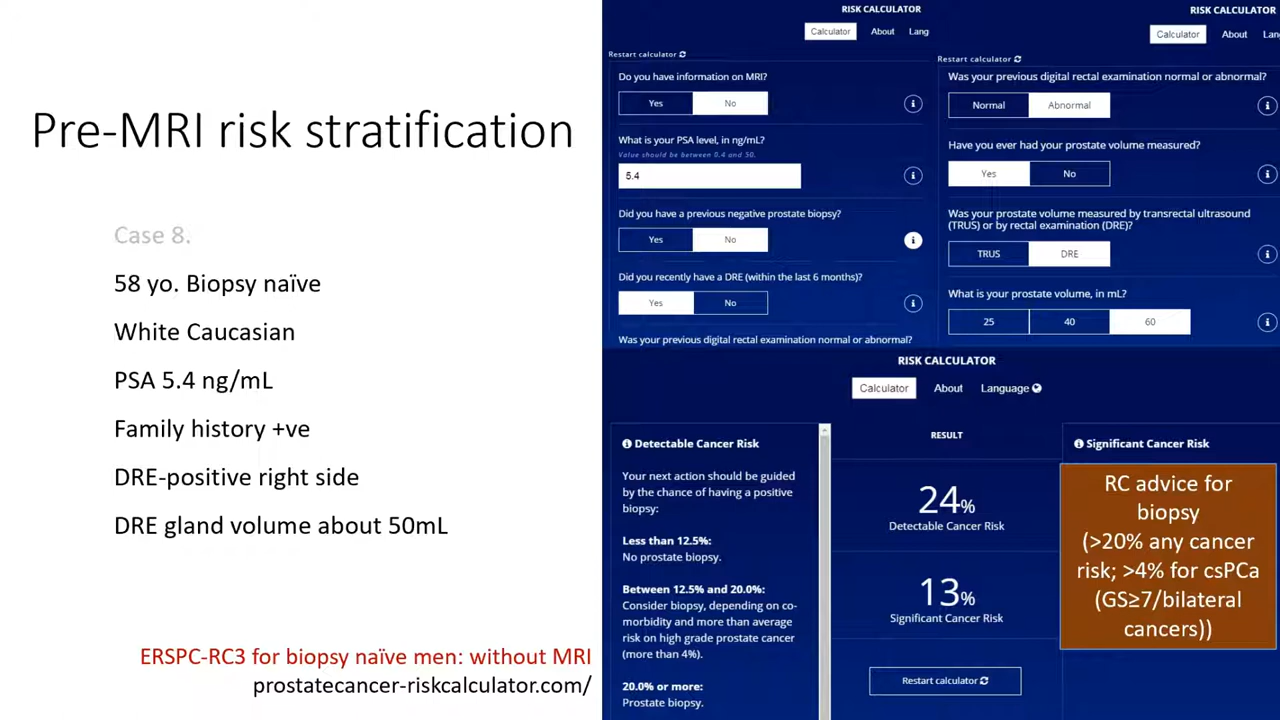 Pre-MRI risk stratification
Case 8.
58 yo. Biopsy naïve
White Caucasian
PSA 5.4 ng/mL
Family history +ve
DRE-positive right side
DRE gland volume about 50mL
ERSPC-RC3 for biopsy naïve men: without MRI
prostatecancer-riskcalculator.com/
RISK CALCULATOR
Calculator About Lang
Restart calculator
Do you have information on MRI?
Yes No
What is your PSA level, in ng/mL?
Value should be between 0.4 and 50.
5.4
Did you have a previous negative prostate biopsy?
Yes No
Did you recently have a DRE (within the last 6 months)?
Yes No
Was your previous digital rectal examination normal or abnormal?
RISK CALCULATOR
Calculator About Lan
Restart calculator
Was your previous digital rectal examination normal or abnormal?
Normal Abnormal
Have you ever had your prostate volume measured?
Yes No
Was your prostate volume measured by transrectal ultrasound
(TRUS) or by rectal examination (DRE)?
TRUS DRE
What is your prostate volume, in mL?
25 40 60
RISK CALCULATOR
Calculator About Language
Detectable Cancer Risk
Your next action should be guided
by the chance of having a positive
biopsy:
Less than 12.5%:
No prostate biopsy.
Between 12.5% and 20.0%:
Consider biopsy, depending on co-
morbidity and more than average
risk on high grade prostate cancer
(more than 4%).
20.0% or more:
Prostate biopsy.
RESULT
24%
Detectable Cancer Risk
13%
Significant Cancer Risk
Restart calculator
Significant Cancer Risk
RC advice for
biopsy
(>20% any cancer
risk; >4% for csPCa
(GS≥7/bilateral
cancers))